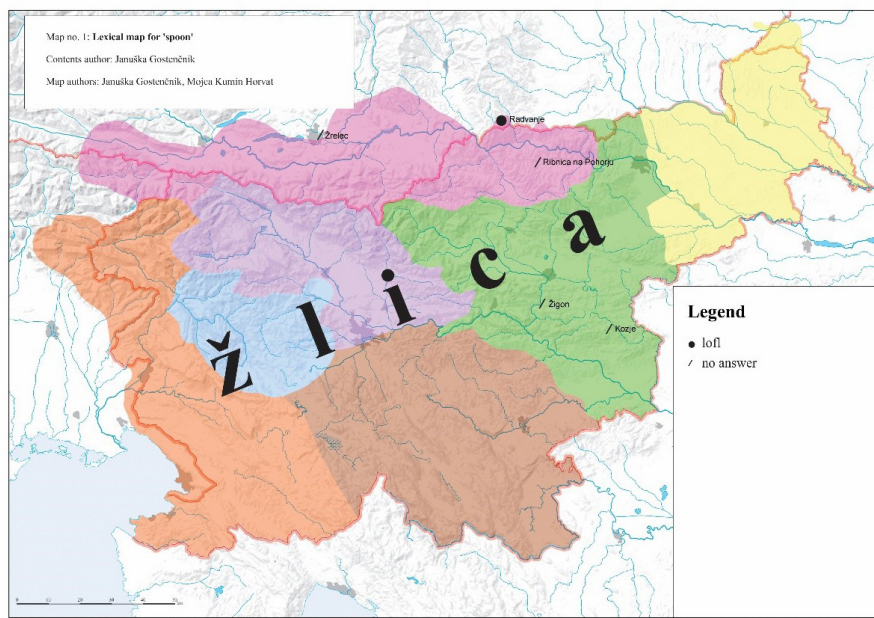 Map no. 1: Lexical map for 'spoon'
Contents author: Januška Gostenčnik
Map authors: Januška Gostenčnik, Mojca Kumin Horvat
Radvanje
Žrelec
Ribnica na Pohorju
žlica
Žigon
Kozje
Legend
lofl
no answer